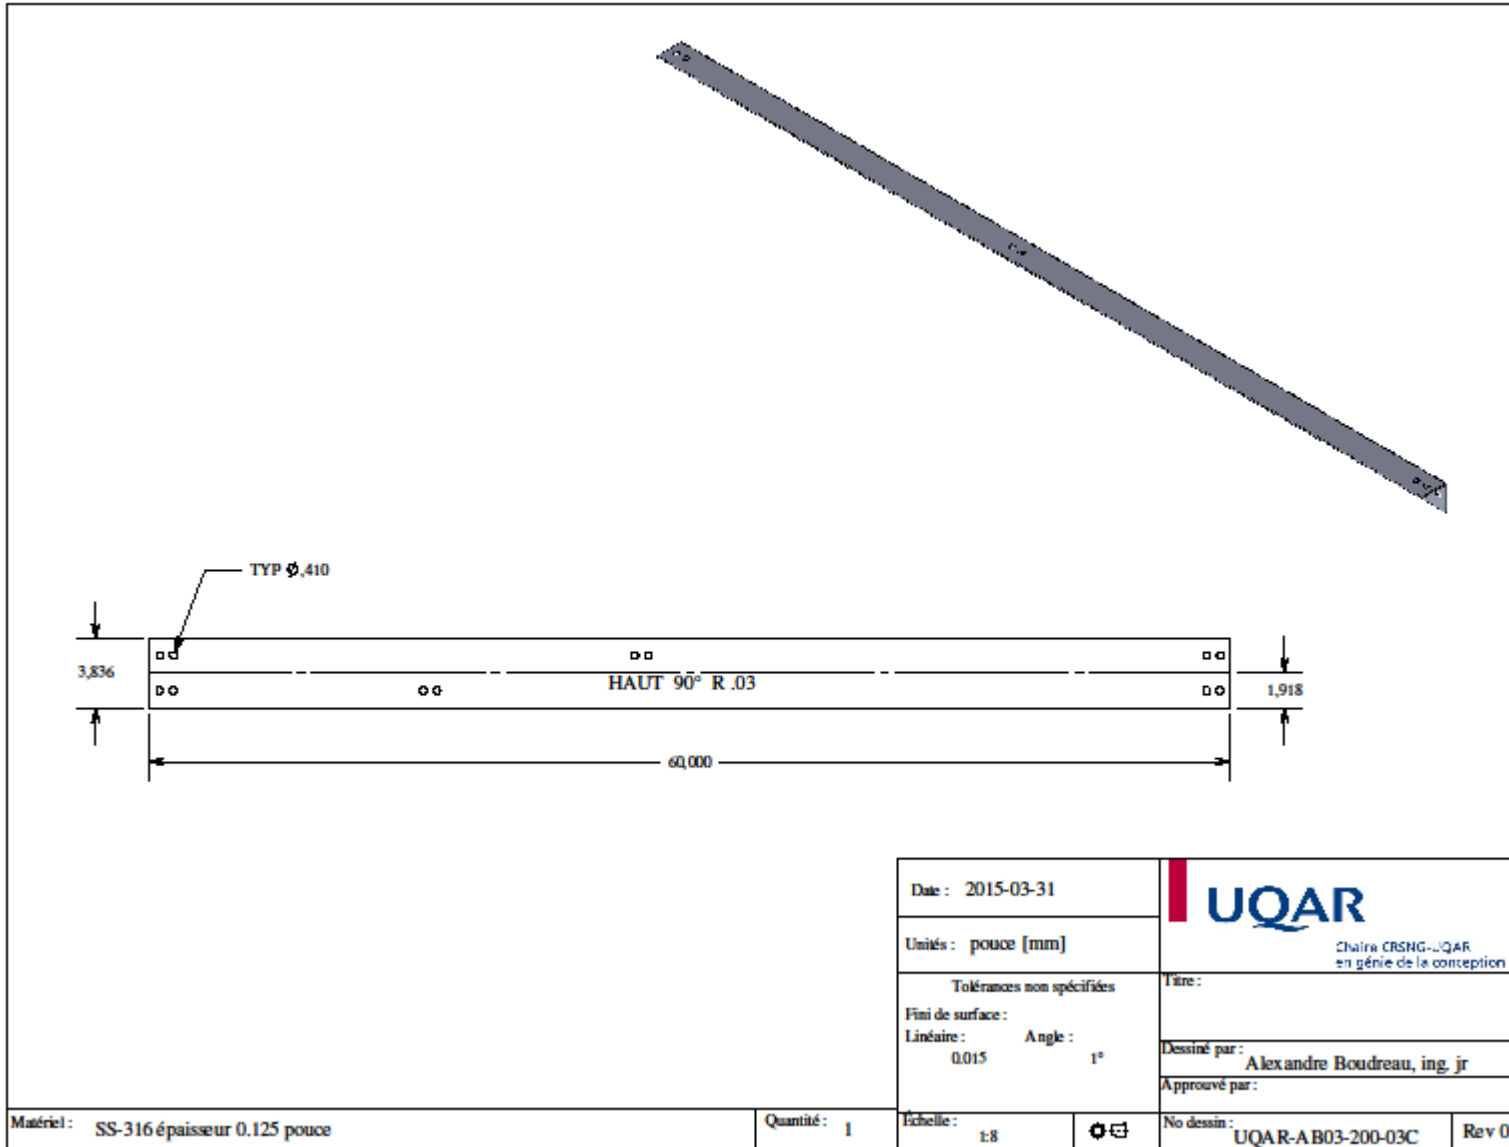 TYP Ø,410
3,836
HAUT 90° R .03
1,918
60,000
Date : 2015-03-31
Unités : pouce [mm]
Tolérances non spécifiées
Fini de surface :
Linéaire : Angle :
0.015 1°
UQAR
Chaire CRSNG-UQAR
en génie de la conception
Titre :
Dessiné par : Alexandre Boudreau, ing. jr
Approuvé par :
Matériel : SS-316 épaisseur 0.125 pouce
Quantité : 1
Échelle : 1:8
No dessin : UQAR-AB03-200-03C
Rev 0